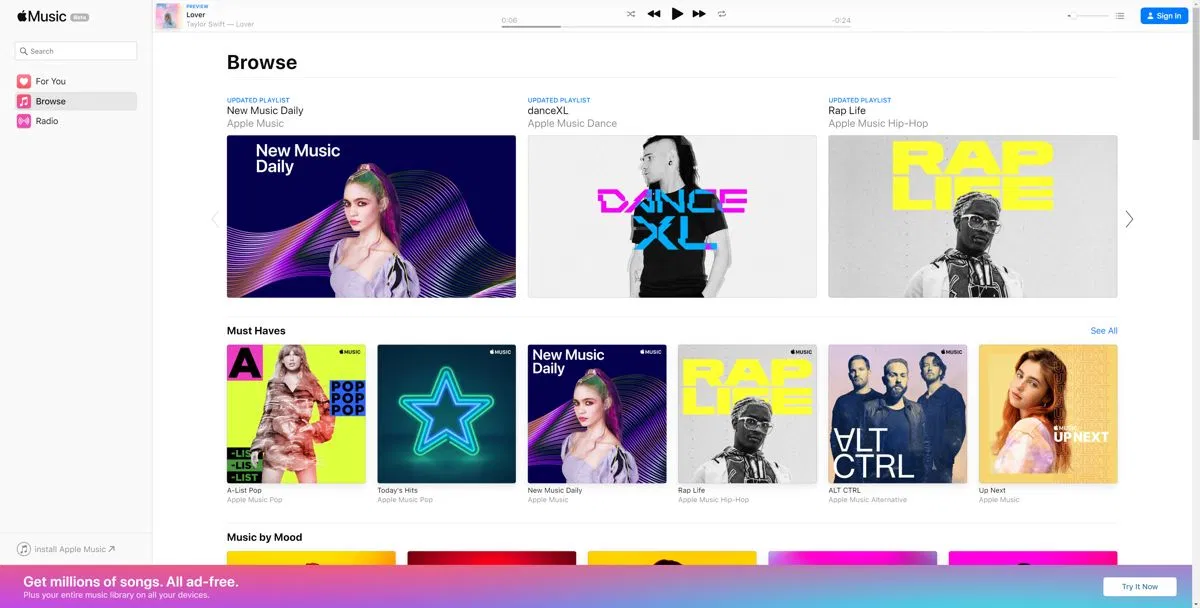 Music Beta
Search
For You
Browse
Radio
Install Apple Music
PREVIEW
Lover
Taylor Swift — Lover
0:06
-0:24
Sign In
Browse
UPDATED PLAYLIST
New Music Daily
Apple Music
UPDATED PLAYLIST
danceXL
Apple Music Dance
UPDATED PLAYLIST
Rap Life
Apple Music Hip-Hop
New Music
Daily
DANCE
XL
RAP
LIFE
Must Haves
See All
MUSIC
A
POP
POP
POP
-LIST
-LIST
-LIST
A-List Pop
Apple Music Pop
MUSIC
Today's Hits
Apple Music Pop
New Music
Daily
MUSIC
New Music Daily
Apple Music
MUSIC
RAP
LIFE
Rap Life
Apple Music Hip-Hop
MUSIC
ALT
CTRL
ALT CTRL
Apple Music Alternative
MUSIC
UP NEXT
Up Next
Apple Music
Music by Mood
Get millions of songs. All ad-free.
Plus your entire music library on all your devices.
Try It Now